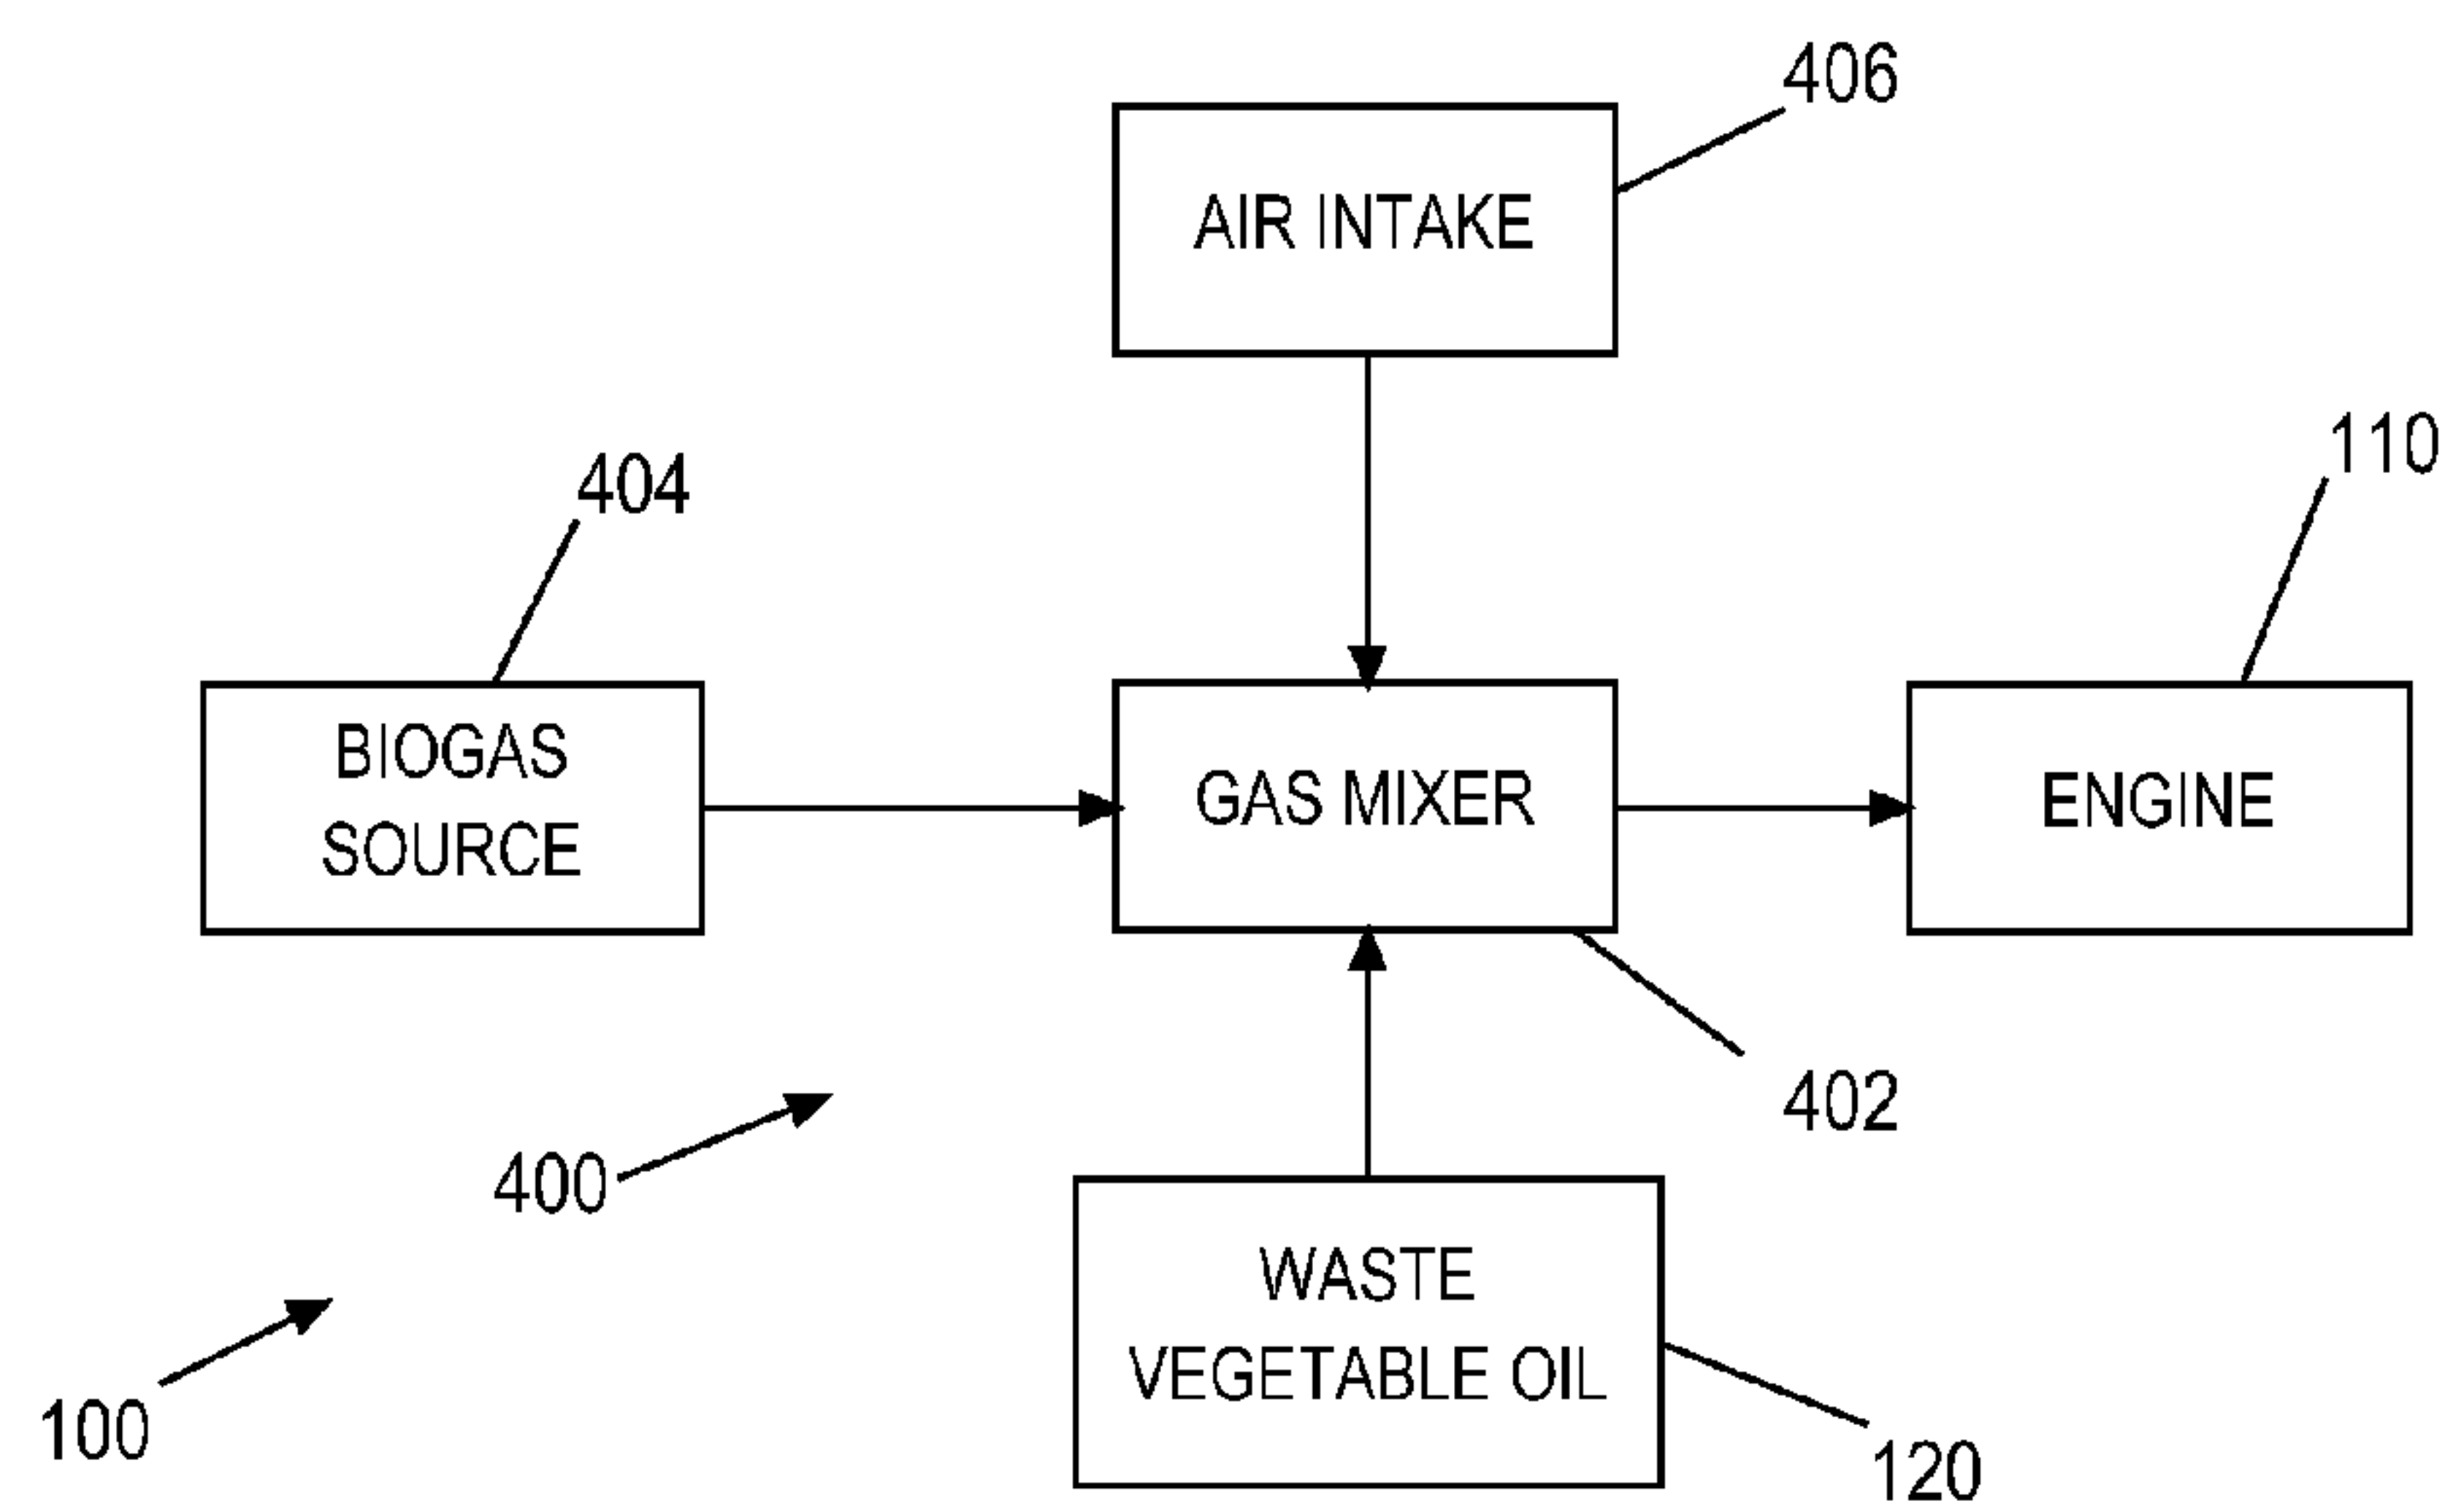 406
AIR INTAKE
110
404
BIOGAS
SOURCE
GAS MIXER
ENGINE
402
400
WASTE
VEGETABLE OIL
100
120